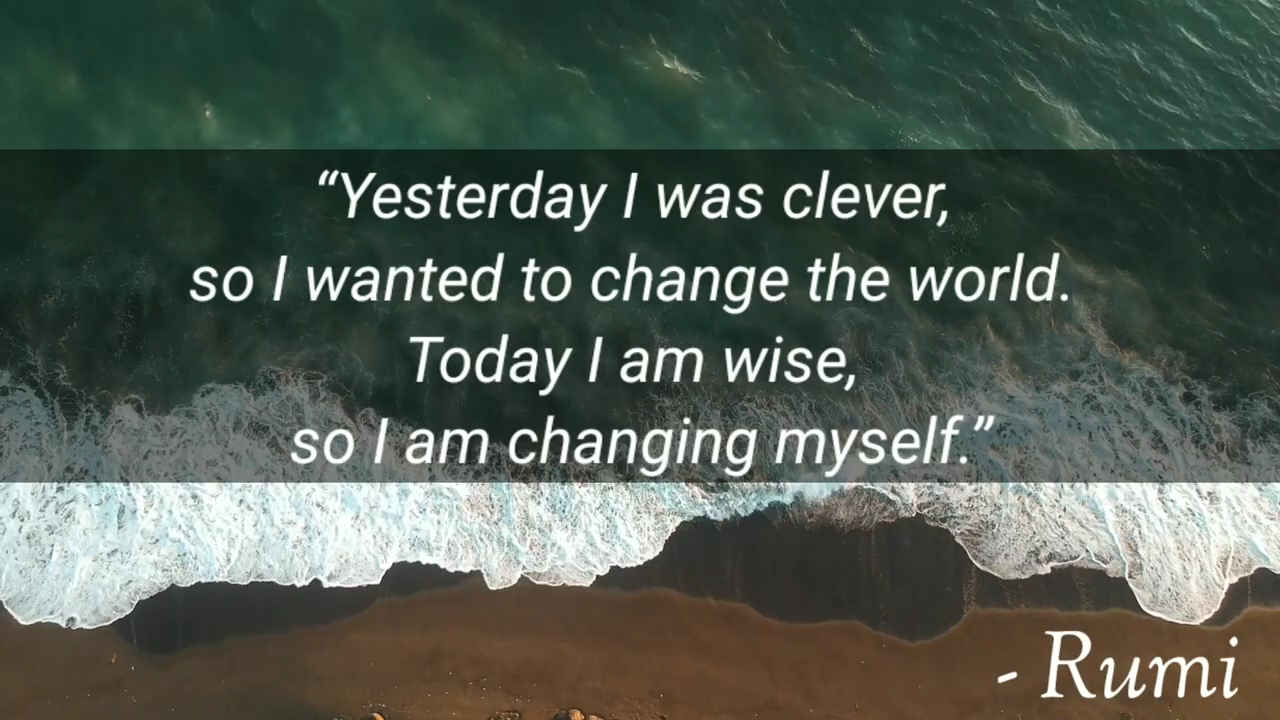 “Yesterday I was clever,
so I wanted to change the world.
Today I am wise,
so I am changing myself.”
- Rumi